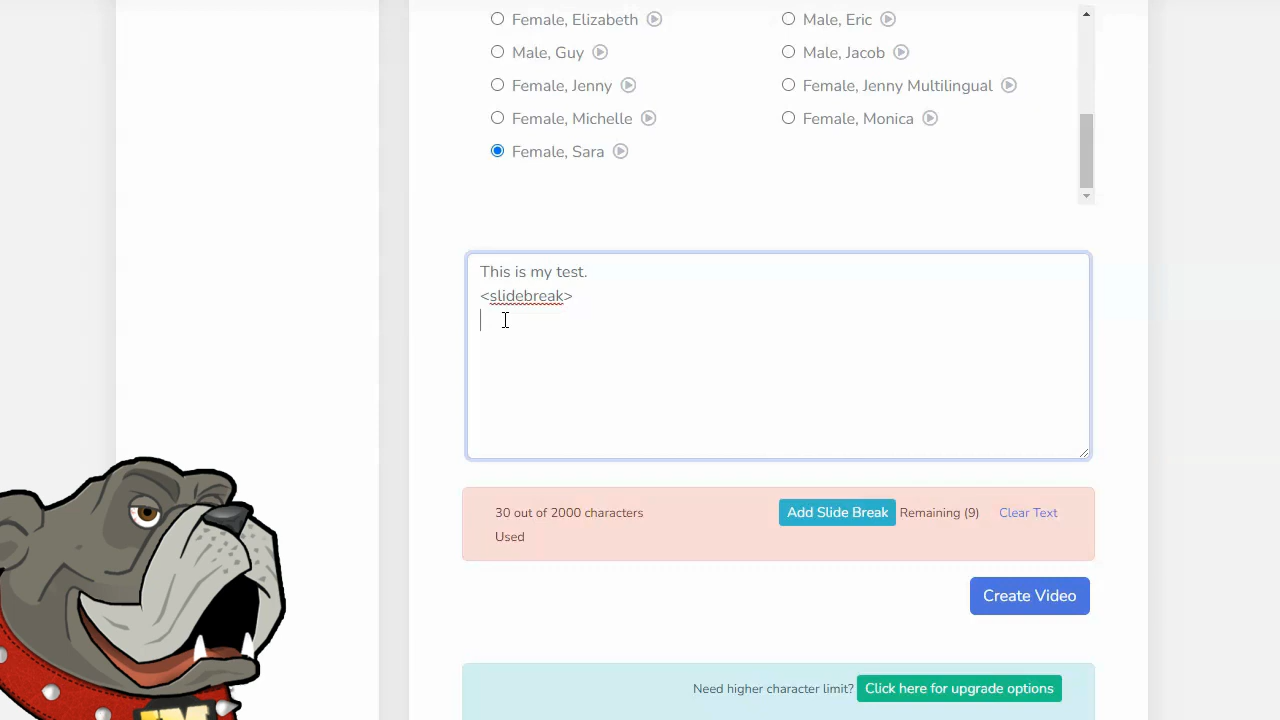 Female, Elizabeth
Male, Eric
Male, Guy
Male, Jacob
Female, Jenny
Female, Jenny Multilingual
Female, Michelle
Female, Monica
Female, Sara
This is my test.
<slidebreak>
30 out of 2000 characters
Used
Add Slide Break
Remaining (9)
Clear Text
Create Video
Need higher character limit?
Click here for upgrade options
IM